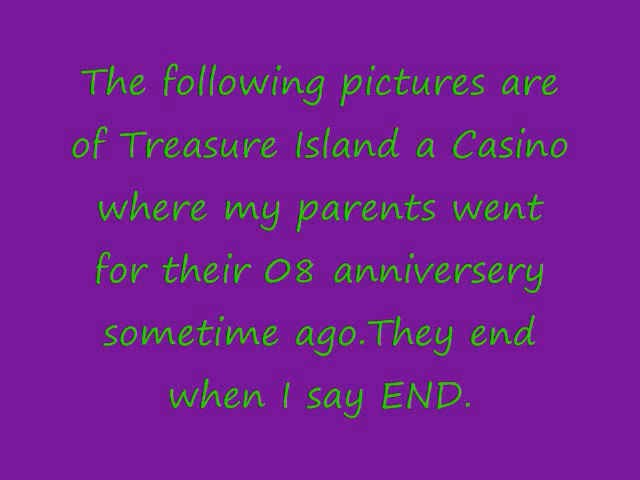 The following pictures are
of Treasure Island a Casino
where my parents went
for their 08 anniversery
sometime ago.They end
when I say END.